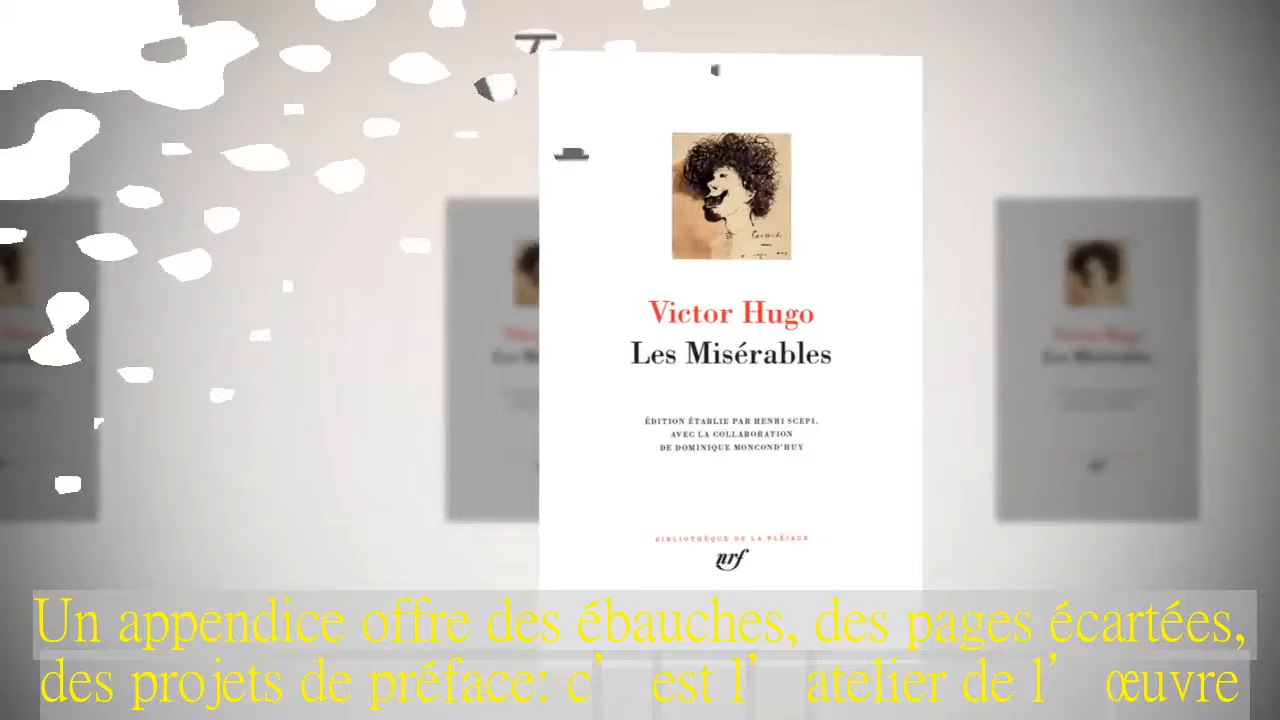 Victor Hugo
Les Misérables
ÉDITION ÉTABLIE PAR HENRI SCEPI,
AVEC LA COLLABORATION
DE DOMINIQUE MONCOND'HUY
BIBLIOTHÈQUE DE LA PLÉIADE
nrf
Un appendice offre des ébauches, des pages écartées,
des projets de préface: c’est l’atelier de l’œuvre